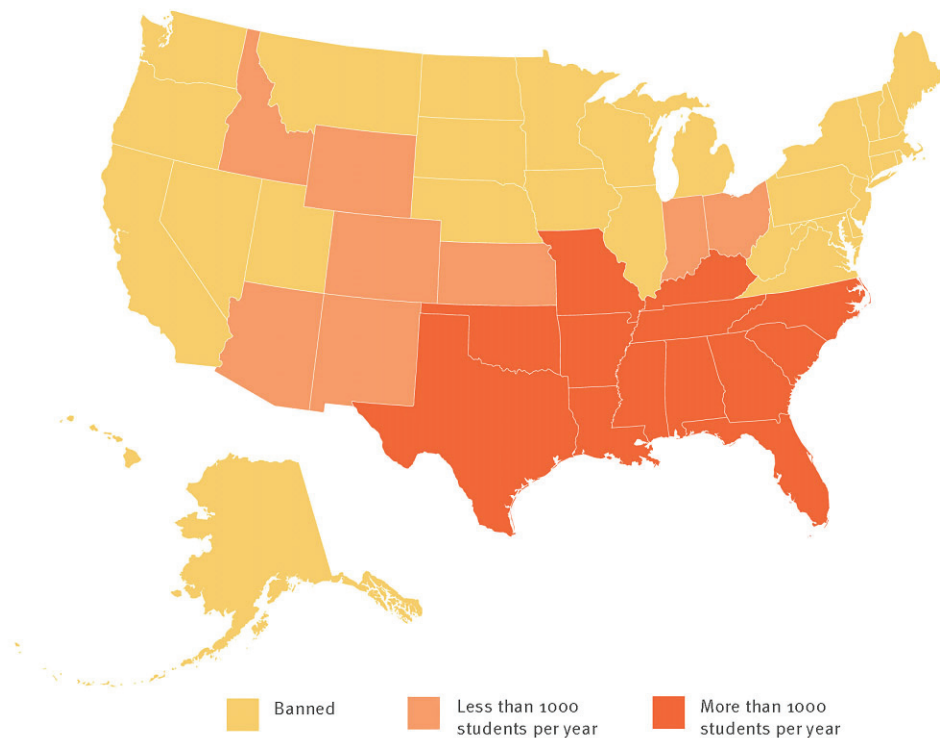 Banned
Less than 1000
students per year
More than 1000
students per year